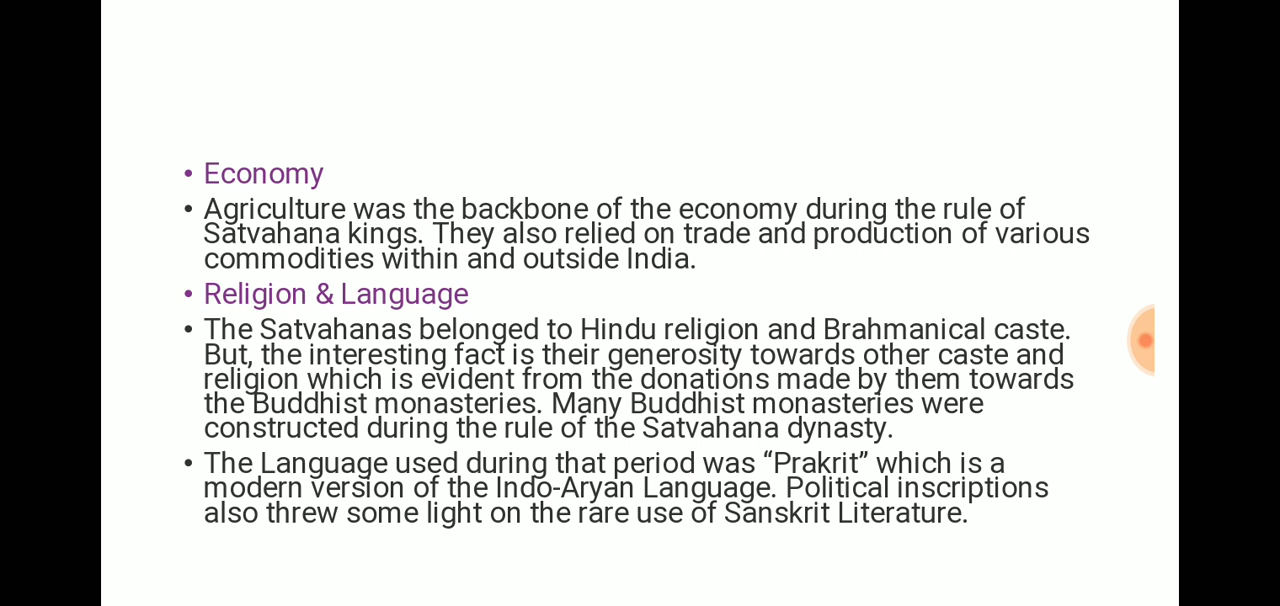 • Economy
• Agriculture was the backbone of the economy during the rule of
Satvahana kings. They also relied on trade and production of various
commodities within and outside India.
• Religion & Language
• The Satvahanas belonged to Hindu religion and Brahmanical caste.
But, the interesting fact is their generosity towards other caste and
religion which is evident from the donations made by them towards
the Buddhist monasteries. Many Buddhist monasteries were
constructed during the rule of the Satvahana dynasty.
• The Language used during that period was “Prakrit” which is a
modern version of the Indo-Aryan Language. Political inscriptions
also threw some light on the rare use of Sanskrit Literature.